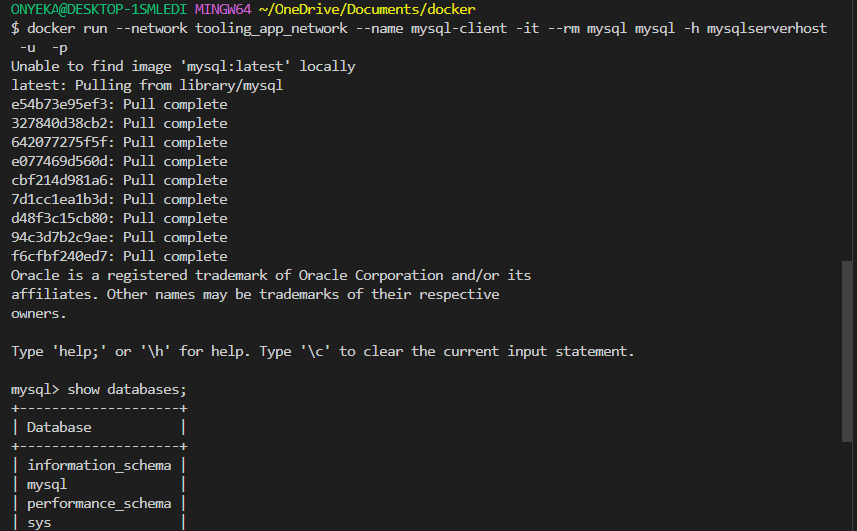 ONYEKA@DESKTOP-1SMLEDI MINGW64 ~/OneDrive/Documents/docker
$ docker run --network tooling_app_network --name mysql-client -it --rm mysql mysql -h mysqlserverhost
 -u  -p
Unable to find image 'mysql:latest' locally
latest: Pulling from library/mysql
e54b73e95ef3: Pull complete
327840d38cb2: Pull complete
642077275f5f: Pull complete
e077469d560d: Pull complete
cbf214d981a6: Pull complete
7d1cc1ea1b3d: Pull complete
d48f3c15cb80: Pull complete
94c3d7b2c9ae: Pull complete
f6cfbf240ed7: Pull complete
Oracle is a registered trademark of Oracle Corporation and/or its
affiliates. Other names may be trademarks of their respective
owners.

Type 'help;' or '\h' for help. Type '\c' to clear the current input statement.

mysql> show databases;
+--------------------+
| Database           |
+--------------------+
| information_schema |
| mysql              |
| performance_schema |
| sys                |